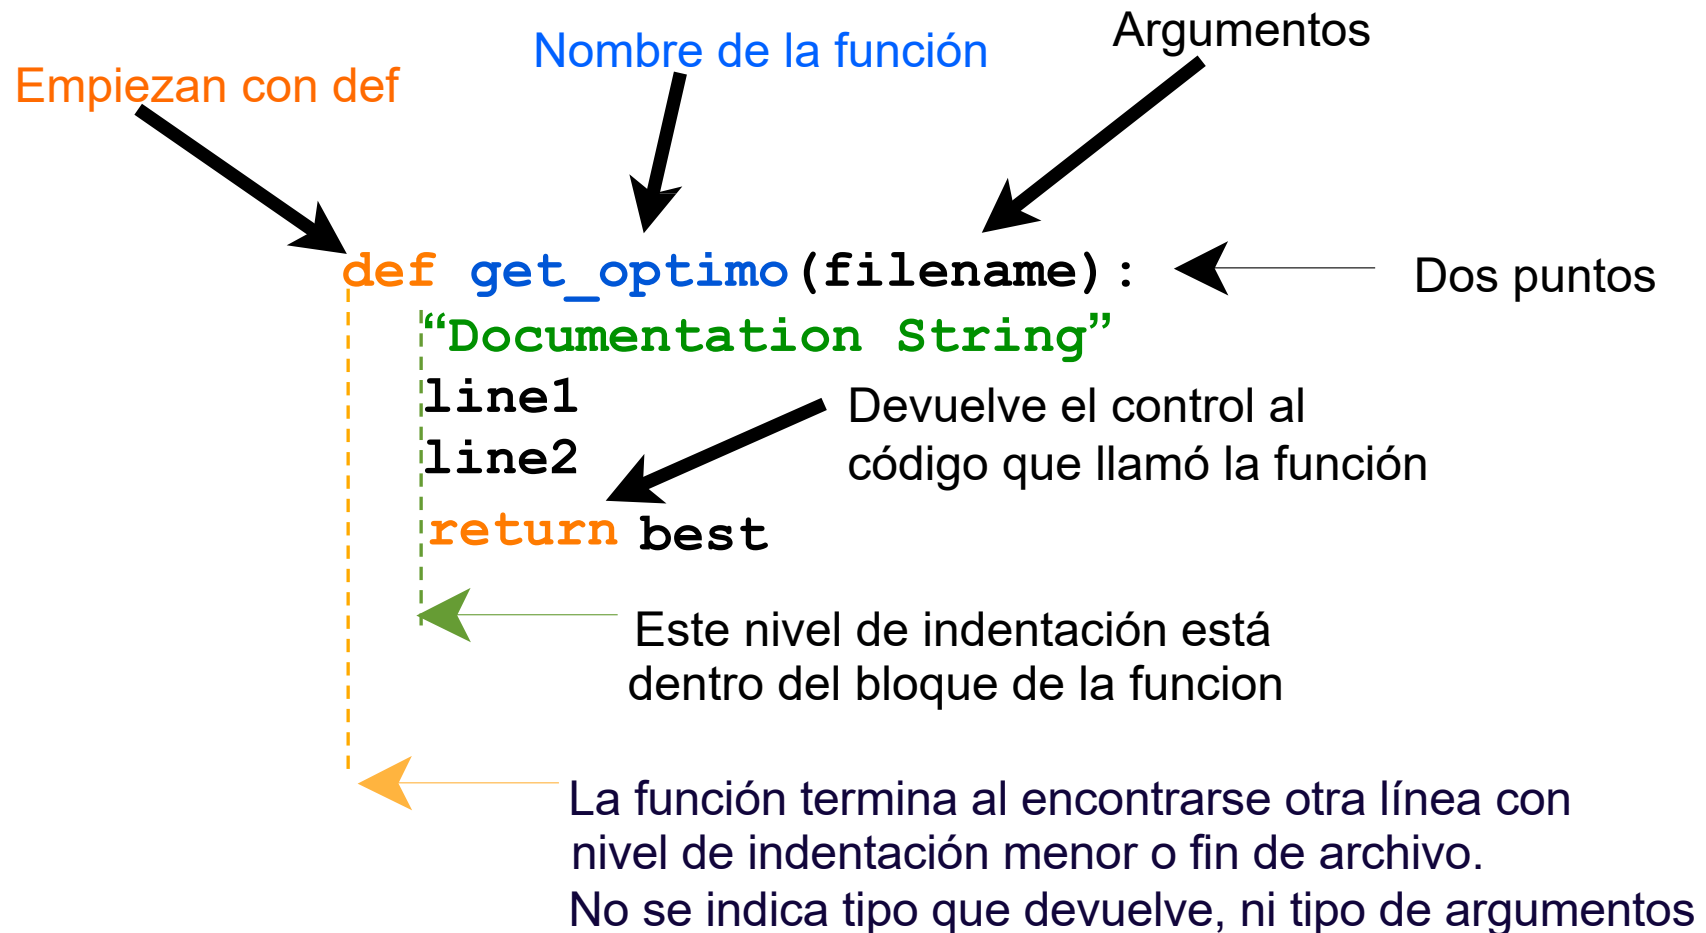 Argumentos
Nombre de la función
Empiezan con def
def get_optimo(filename):
Dos puntos
“Documentation String”
line1
Devuelve el control al
line2
código que llamó la función
return best
Este nivel de indentación está
dentro del bloque de la funcion
La función termina al encontrarse otra línea con
nivel de indentación menor o fin de archivo.
No se indica tipo que devuelve, ni tipo de argumentos